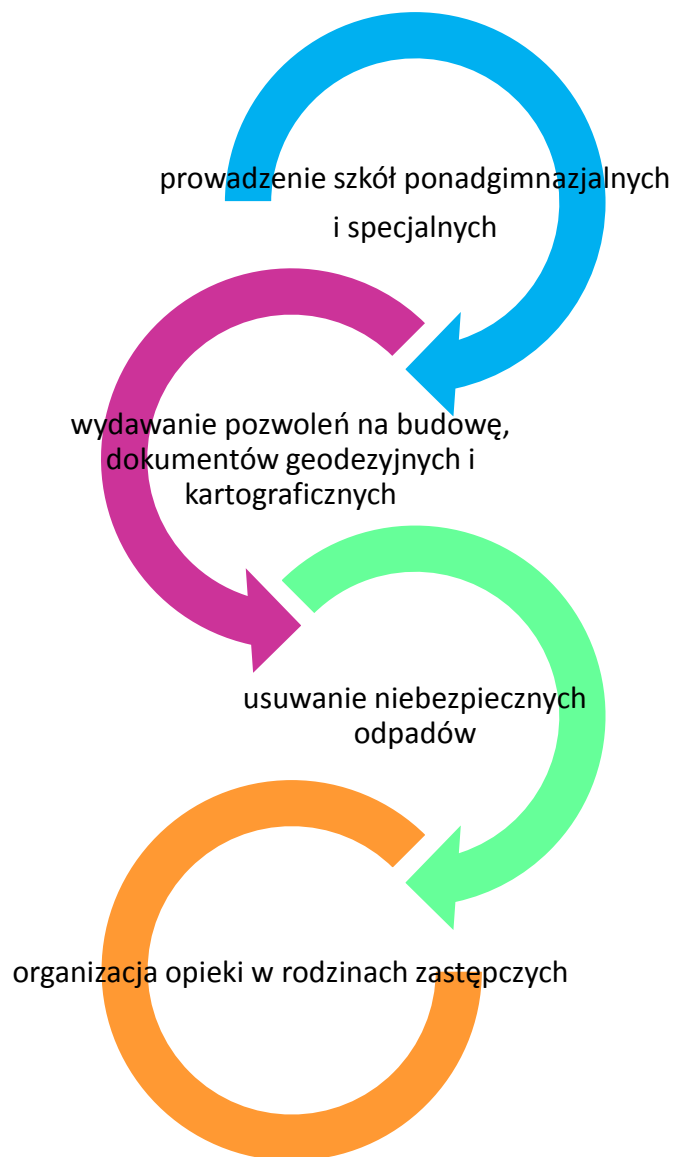 prowadzenie szkół ponadgimnazjalnych
i specjalnych
wydawanie pozwoleń na budowę,
dokumentów geodezyjnych i
kartograficznych
usuwanie niebezpiecznych
odpadów
organizacja opieki w rodzinach zastępczych